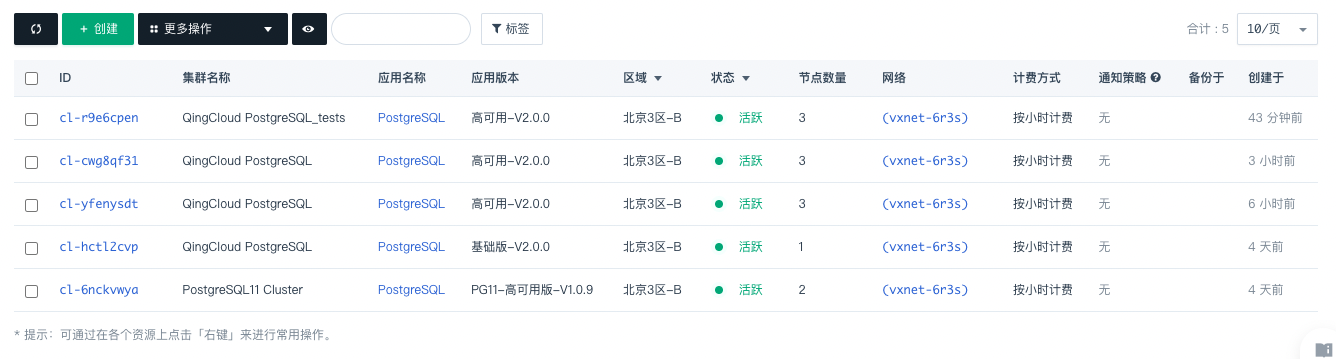 + 创建 更多操作 标签 合计 : 5 10/页
ID 集群名称 应用名称 应用版本 区域 状态 节点数量 网络 计费方式 通知策略 备份于 创建于
cl-r9e6cpen QingCloud PostgreSQL_tests PostgreSQL 高可用-V2.0.0 北京3区-B 活跃 3 (vxnet-6r3s) 按小时计费 无 43 分钟前
cl-cwg8qf31 QingCloud PostgreSQL PostgreSQL 高可用-V2.0.0 北京3区-B 活跃 3 (vxnet-6r3s) 按小时计费 无 3 小时前
cl-yfenysdt QingCloud PostgreSQL PostgreSQL 高可用-V2.0.0 北京3区-B 活跃 3 (vxnet-6r3s) 按小时计费 无 6 小时前
cl-hctl2cvp QingCloud PostgreSQL PostgreSQL 基础版-V2.0.0 北京3区-B 活跃 1 (vxnet-6r3s) 按小时计费 无 4 天前
cl-6nckvwya PostgreSQL11 Cluster PostgreSQL PG11-高可用版-V1.0.9 北京3区-B 活跃 2 (vxnet-6r3s) 按小时计费 无 4 天前
* 提示：可通过在各个资源上点击「右键」来进行常用操作。